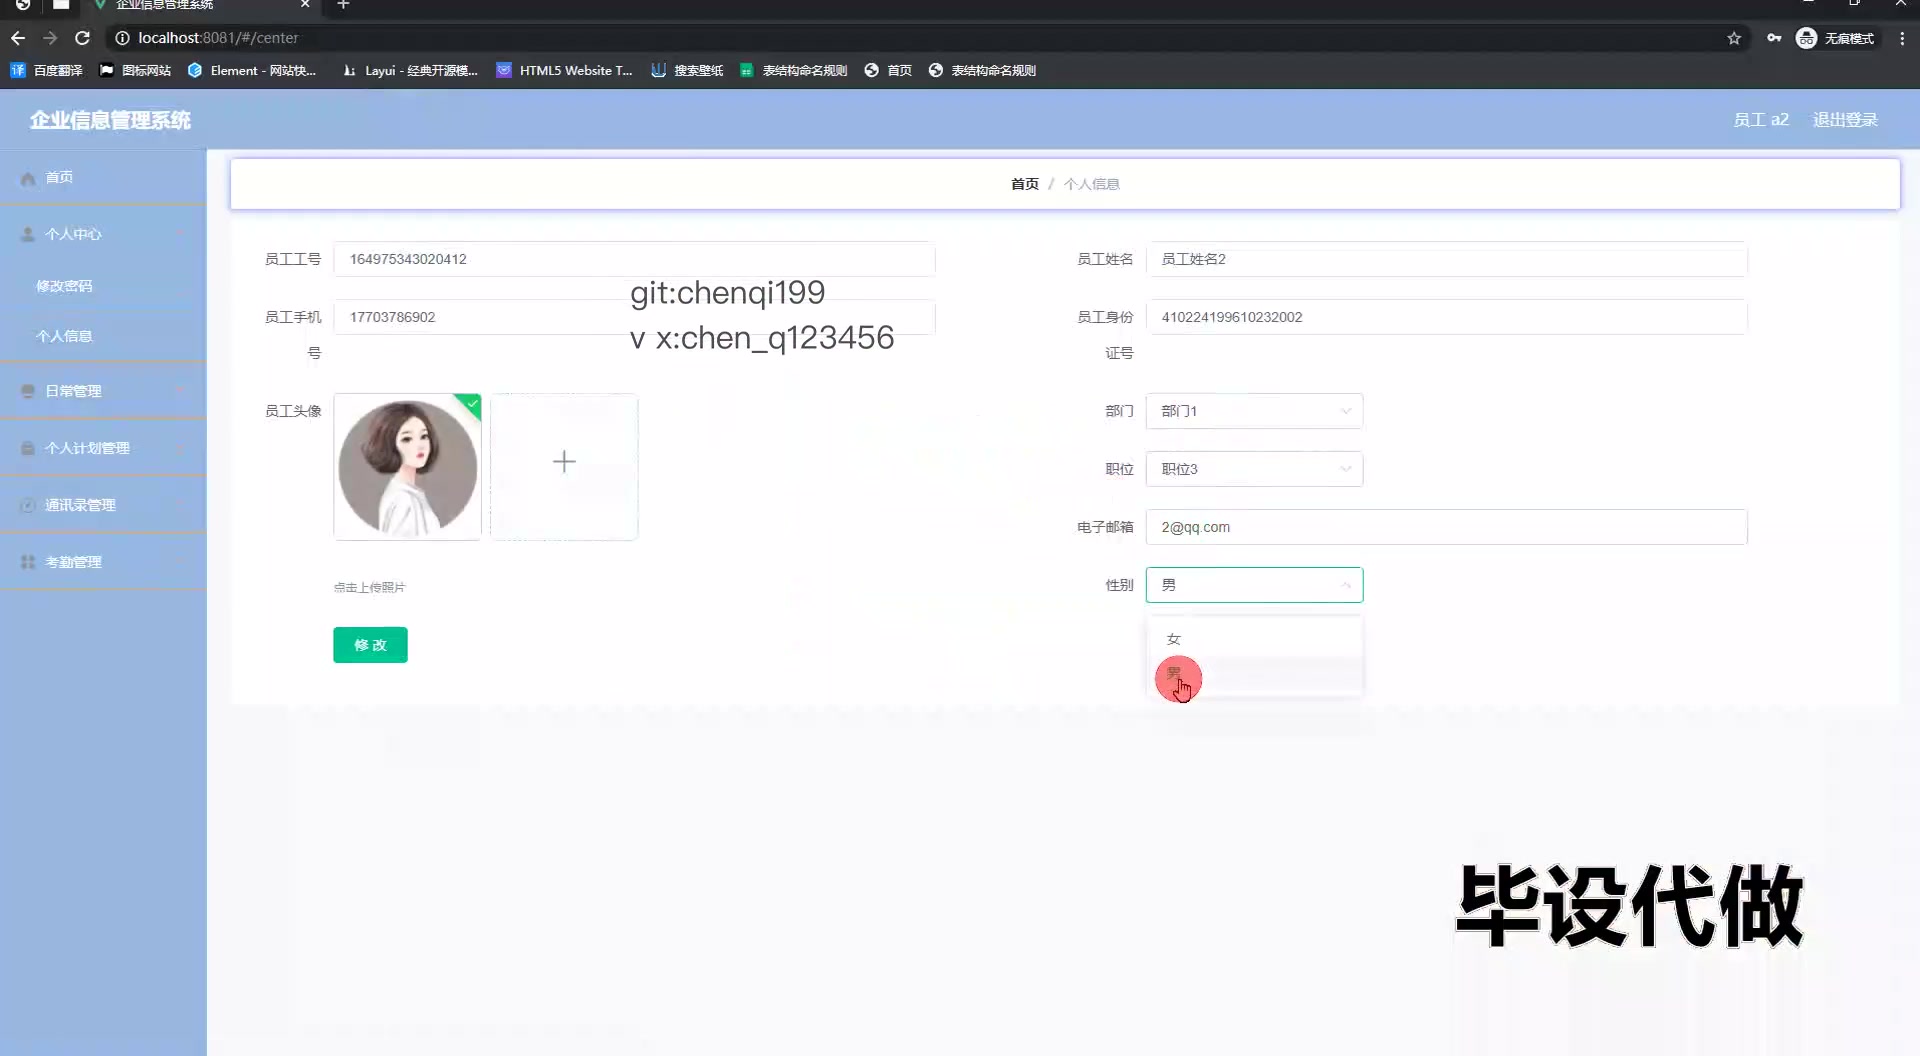 企业信息管理系统
localhost:8081/#/center
无痕模式
百度翻译
图标网站
Element - 网站快...
Layui - 经典开源模...
HTML5 Website T...
搜索壁纸
表结构命名规则
首页
表结构命名规则
企业信息管理系统
员工 a2
退出登录
首页
个人中心
修改密码
个人信息
日常管理
个人计划管理
通讯录管理
考勤管理
首页 / 个人信息
员工工号
164975343020412
员工姓名
员工姓名2
git:chenqi199
员工手机号
17703786902
员工身份证号
410224199610232002
v x:chen_q123456
员工头像
部门
部门1
职位
职位3
电子邮箱
2@qq.com
点击上传照片
性别
男
女
男
修改
毕设代做